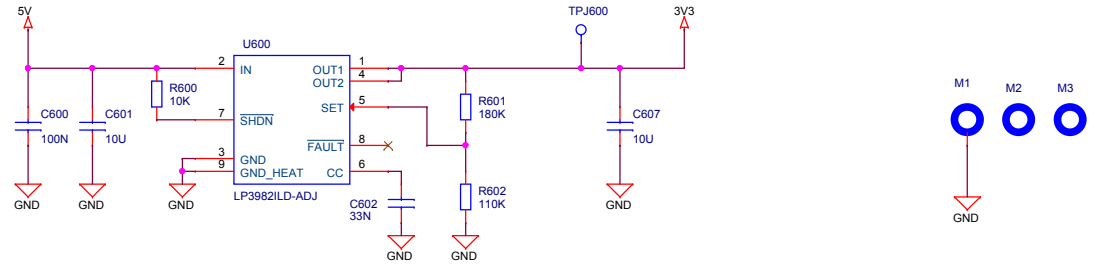 5V
TPJ600
3V3
U600
2
IN
OUT1
1
OUT2
4
R600
10K
SET
5
R601
180K
C600
100N
C601
10U
7
SHDN
C607
10U
FAULT
8
3
GND
9
GND_HEAT
CC
6
LP3982ILD-ADJ
C602
33N
R602
110K
GND
GND
GND
GND
GND
GND
M1
M2
M3
GND